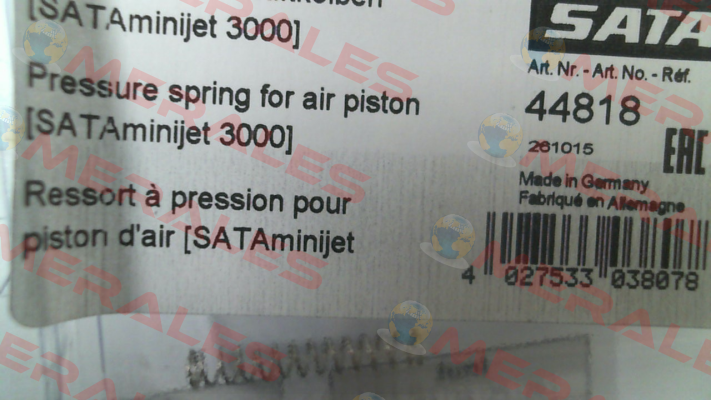 [SATAminijet 3000]
Pressure spring for air piston
[SATAminijet 3000]
Ressort à pression pour
piston d'air [SATAminijet
SATA
Art. Nr. - Art. No. - Réf.
44818
261015
EAC
Made in Germany
Fabriqué en Allemagne
4 027533 038078
MERALES